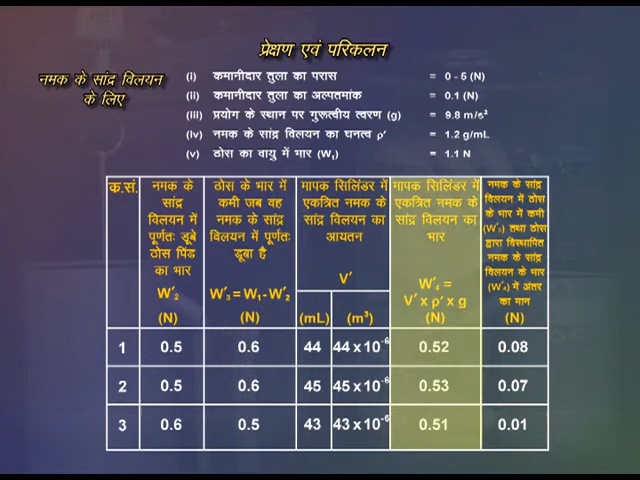 प्रेक्षण एवं परिकलन
नमक के सांद्र विलयन
के लिए
(i) कमानीदार तुला का परास = 0 - 5 (N)
(ii) कमानीदार तुला का अल्पतमांक = 0.1 (N)
(iii) प्रयोग के स्थान पर गुरूत्वीय त्वरण (g) = 9.8 m/s²
(iv) नमक के सांद्र विलयन का घनत्व ρ′ = 1.2 g/mL
(v) ठोस का वायु में भार (W₁) = 1.1 N
क्र.सं.
नमक के
सांद्र
विलयन में
पूर्णतः डूबे
ठोस पिंड
का भार
W′₂
(N)
ठोस के भार में
कमी जब वह
नमक के सांद्र
विलयन में पूर्णतः
डूबा है
W′₃ = W₁ - W′₂
(N)
मापक सिलिंडर में
एकत्रित नमक के
सांद्र विलयन का
आयतन
V′
(mL) (m³)
मापक सिलिंडर में
एकत्रित नमक के
सांद्र विलयन का
भार
W′₄ =
V′ x ρ′ x g
(N)
नमक के सांद्र
विलयन में ठोस
के भार में कमी
(W′₃) तथा ठोस
द्वारा विस्थापित
नमक के सांद्र
विलयन के भार
(W′₄) में अंतर
का मान
(N)
1 0.5 0.6 44 44 x 10⁻⁶ 0.52 0.08
2 0.5 0.6 45 45 x 10⁻⁶ 0.53 0.07
3 0.6 0.5 43 43 x 10⁻⁶ 0.51 0.01